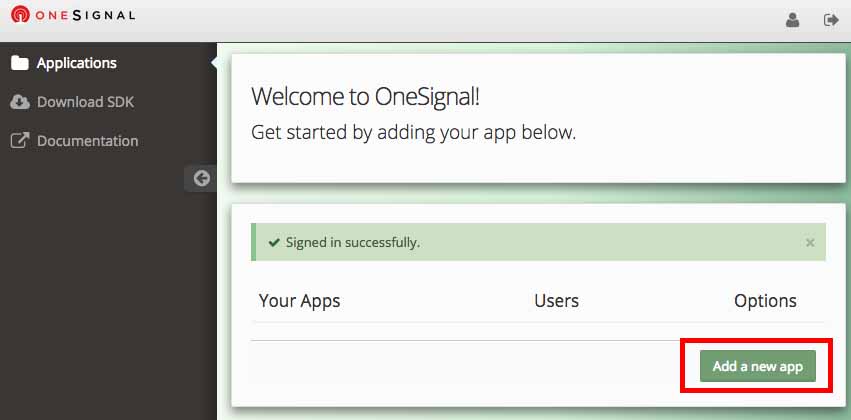 ONESIGNAL
Applications
Download SDK
Documentation
Welcome to OneSignal!
Get started by adding your app below.
Signed in successfully.
×
Your Apps Users Options
Add a new app